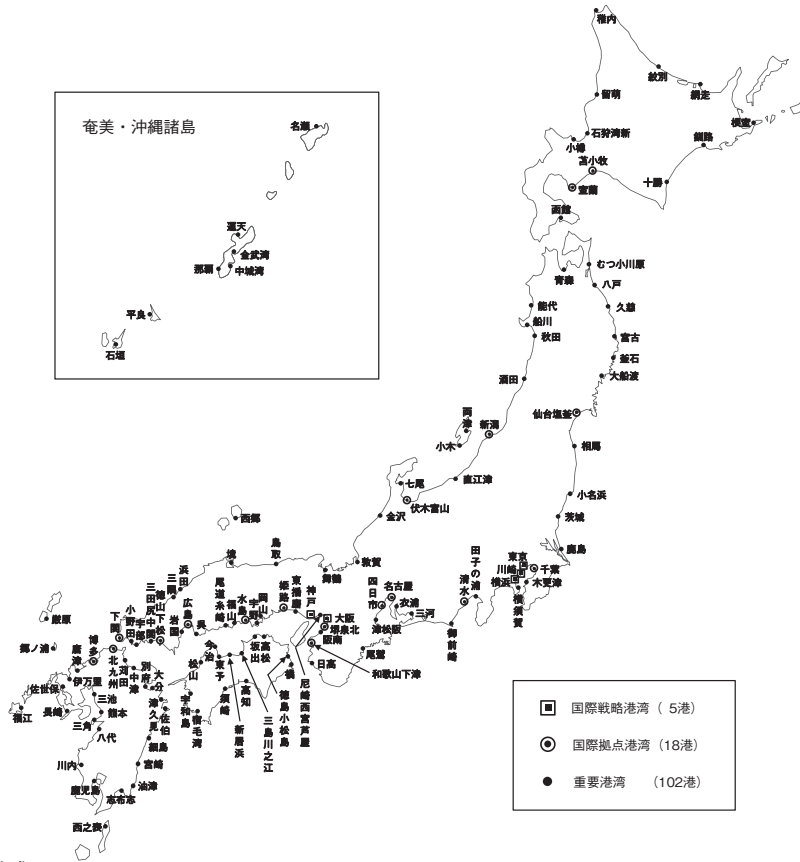 稚内
紋別
網走
留萌
根室
石狩湾新
小樽
釧路
苫小牧
十勝
室蘭
函館
奄美・沖縄諸島
名瀬
運天
金武湾
那覇
中城湾
平良
石垣
むつ小川原
青森
八戸
能代
久慈
船川
秋田
宮古
釜石
大船渡
酒田
仙台塩釜
両津
新潟
小木
相馬
七尾
直江津
伏木富山
小名浜
金沢
茨城
西郷
鹿島
敦賀
舞鶴
鳥取
境
浜田
三隅
東京
川崎
横浜
千葉
木更津
横須賀
田子の浦
清水
御前崎
名古屋
四日市
衣浦
三河
津松阪
尾鷲
神戸
大阪
堺泉北
阪南
和歌山下津
日高
東播磨
姫路
尼崎西宮芦屋
岡山
宇野
水島
福山
尾道糸崎
呉
広島
岩国
徳山下松
三田尻中関
宇部
小野田
下関
坂出
高松
橘
徳島小松島
三島川之江
新居浜
東予
今治
松山
高知
須崎
宿毛湾
宇和島
厳原
郷ノ浦
博多
唐津
伊万里
佐世保
長崎
福江
北九州
苅田
中津
別府
大分
津久見
佐伯
三池
熊本
三角
八代
細島
宮崎
川内
鹿児島
志布志
油津
西之表
国際戦略港湾（ 5港）
国際拠点港湾（18港）
重要港湾 （102港）